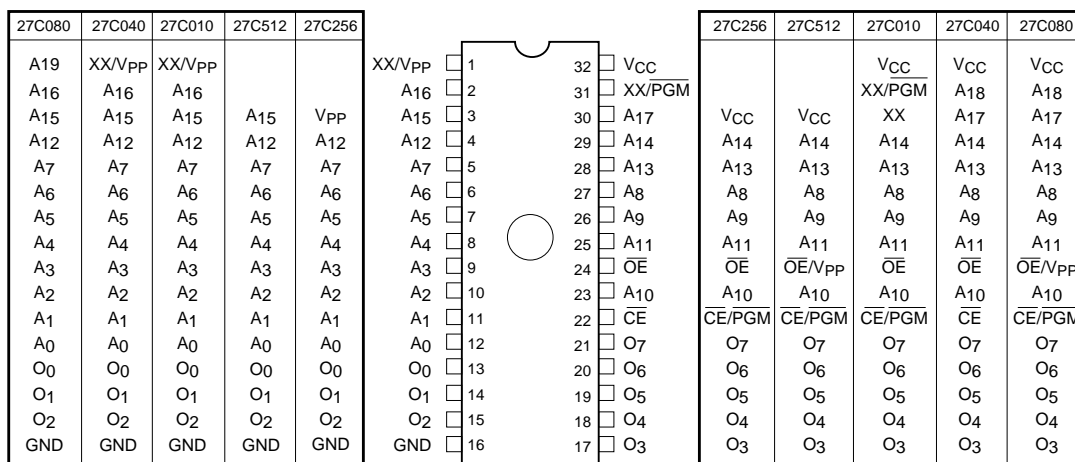 27C080 27C040 27C010 27C512 27C256 27C256 27C512 27C010 27C040 27C080
A19 XX/VPP XX/VPP XX/VPP 1 32 VCC VCC VCC VCC
A16 A16 A16 A16 2 31 XX/PGM XX/PGM A18 A18
A15 A15 A15 A15 VPP A15 3 30 A17 VCC VCC XX A17 A17
A12 A12 A12 A12 A12 A12 4 29 A14 A14 A14 A14 A14 A14
A7 A7 A7 A7 A7 A7 5 28 A13 A13 A13 A13 A13 A13
A6 A6 A6 A6 A6 A6 6 27 A8 A8 A8 A8 A8 A8
A5 A5 A5 A5 A5 A5 7 26 A9 A9 A9 A9 A9 A9
A4 A4 A4 A4 A4 A4 8 25 A11 A11 A11 A11 A11 A11
A3 A3 A3 A3 A3 A3 9 24 OE OE OE/VPP OE OE OE/VPP
A2 A2 A2 A2 A2 A2 10 23 A10 A10 A10 A10 A10 A10
A1 A1 A1 A1 A1 A1 11 22 CE CE/PGM CE/PGM CE/PGM CE CE/PGM
A0 A0 A0 A0 A0 A0 12 21 O7 O7 O7 O7 O7 O7
O0 O0 O0 O0 O0 O0 13 20 O6 O6 O6 O6 O6 O6
O1 O1 O1 O1 O1 O1 14 19 O5 O5 O5 O5 O5 O5
O2 O2 O2 O2 O2 O2 15 18 O4 O4 O4 O4 O4 O4
GND GND GND GND GND GND 16 17 O3 O3 O3 O3 O3 O3